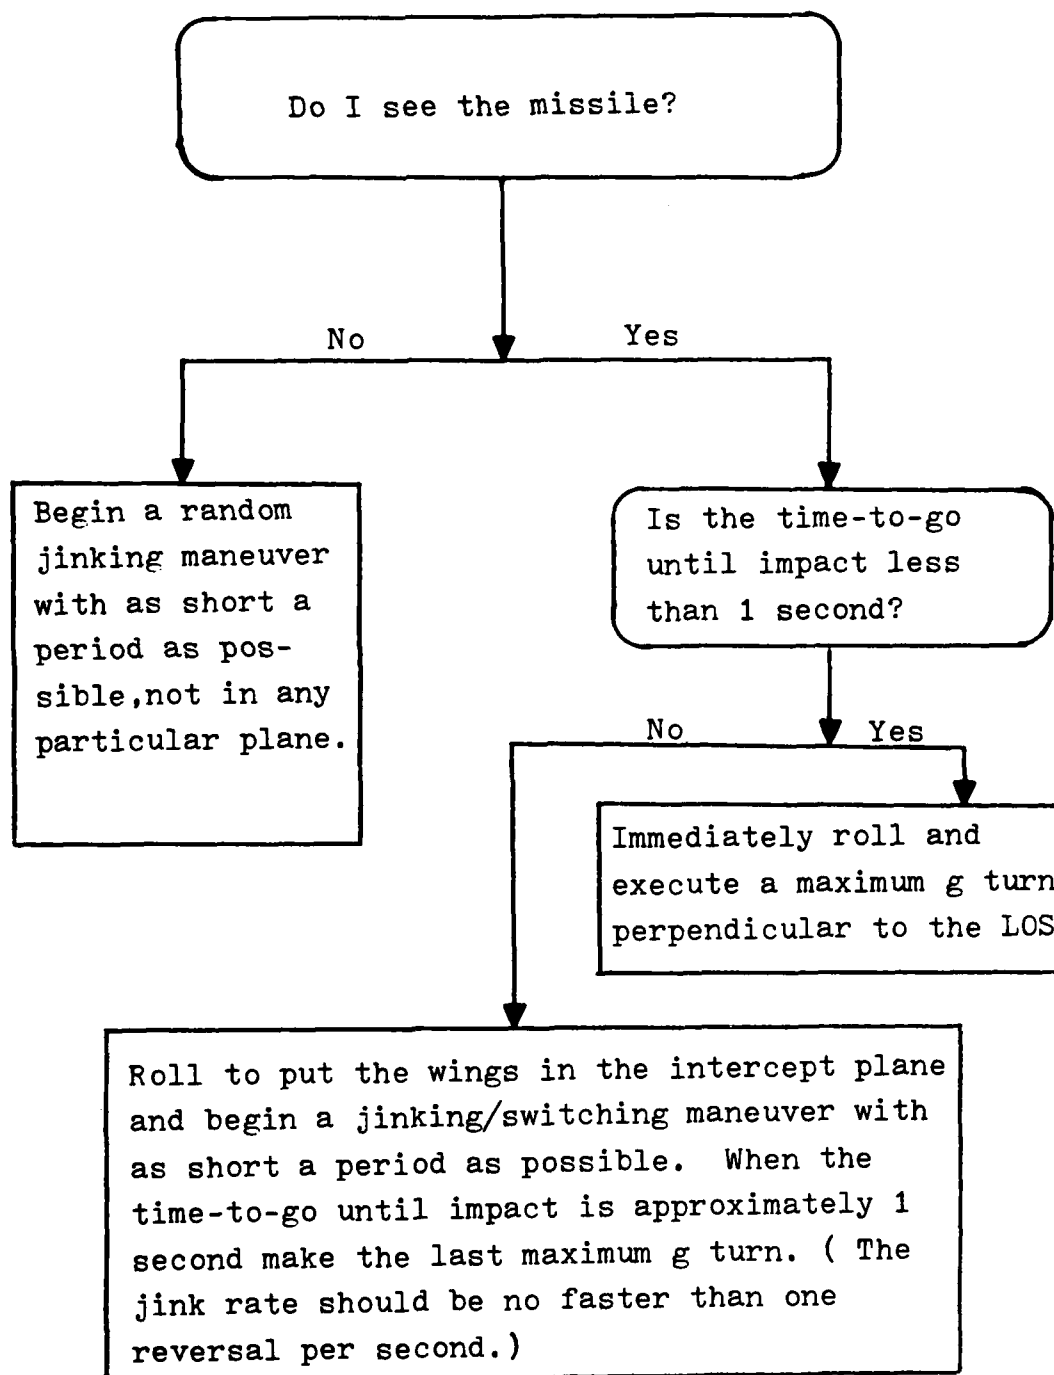 Do I see the missile?
No
Yes
Begin a random
jinking maneuver
with as short a
period as pos-
sible,not in any
particular plane.
Is the time-to-go
until impact less
than 1 second?
No
Yes
Immediately roll and
execute a maximum g turn
perpendicular to the LOS
Roll to put the wings in the intercept plane
and begin a jinking/switching maneuver with
as short a period as possible. When the
time-to-go until impact is approximately 1
second make the last maximum g turn. ( The
jink rate should be no faster than one
reversal per second.)